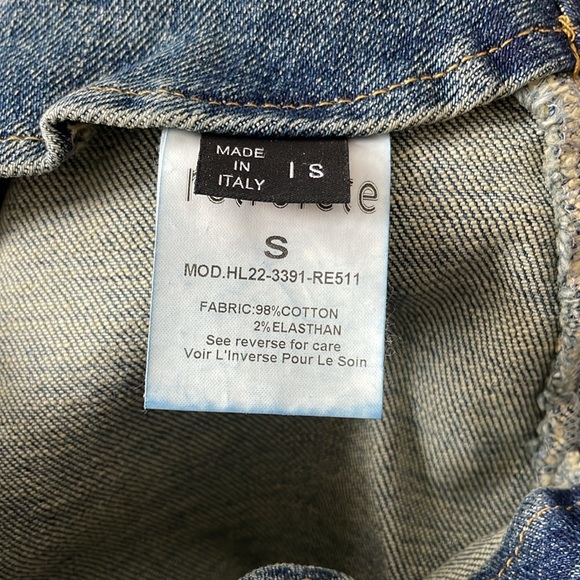 MADE
IN
ITALY
I S
S
MOD.HL22-3391-RE511
FABRIC:98%COTTON
2%ELASTHAN
See reverse for care
Voir L'Inverse Pour Le Soin